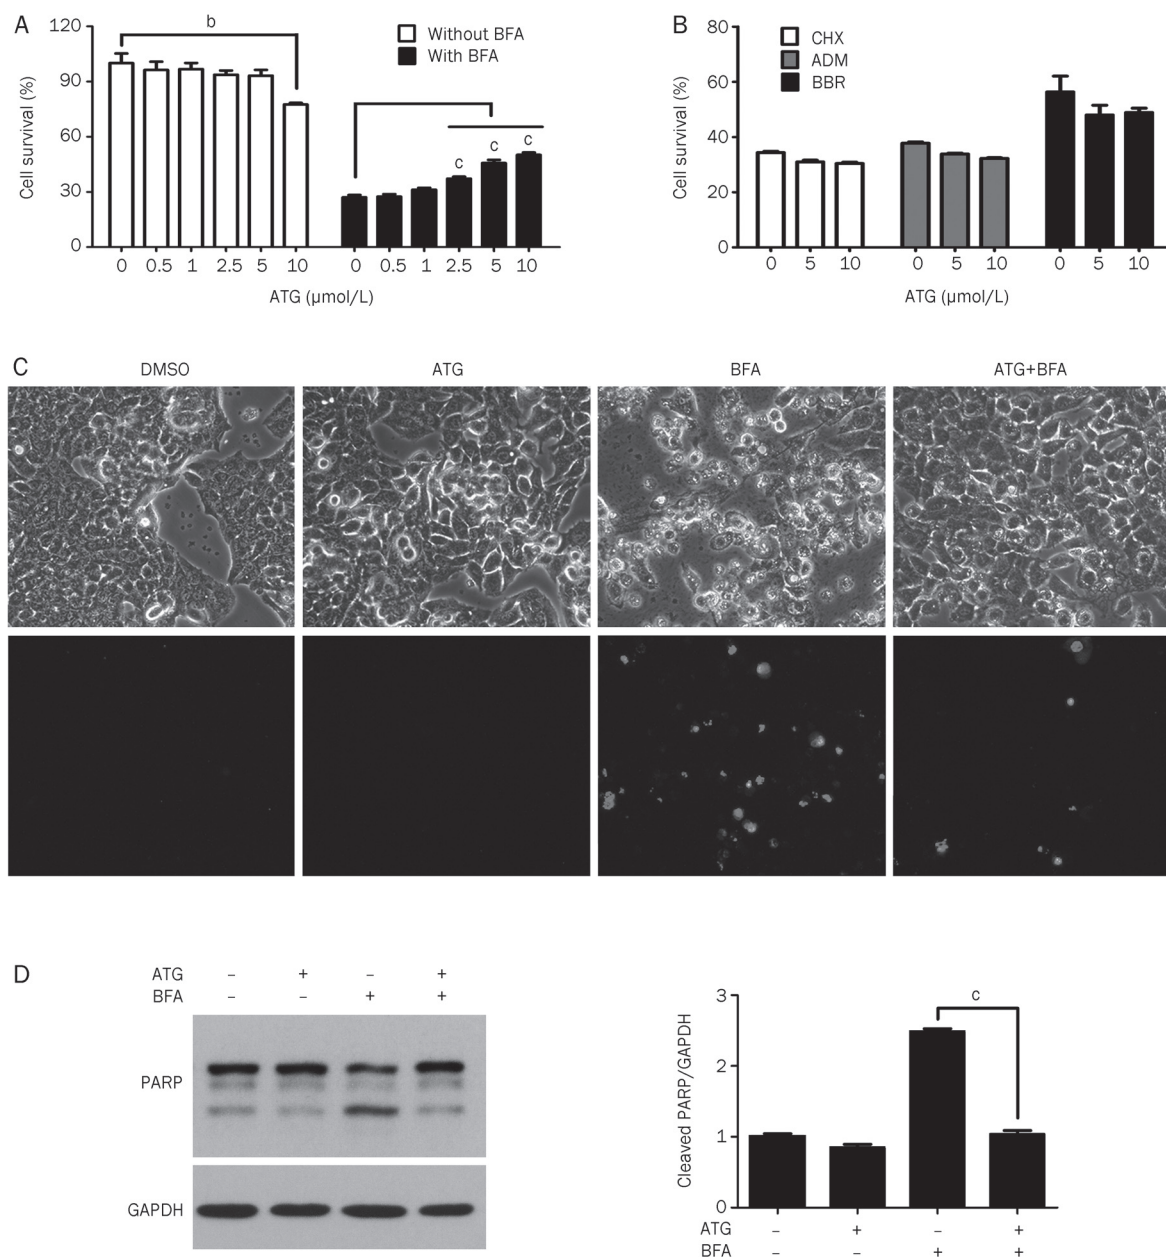 A
120
90
60
30
0
Cell survival (%)
b
Without BFA
With BFA
c
c
c
0 0.5 1 2.5 5 10 0 0.5 1 2.5 5 10
ATG (μmol/L)
B
80
60
40
20
0
Cell survival (%)
CHX
ADM
BBR
0 5 10 0 5 10 0 5 10
ATG (μmol/L)
C
DMSO ATG BFA ATG+BFA
D
ATG – + – +
BFA – – + +
PARP
GAPDH
3
2
1
0
Cleaved PARP/GAPDH
c
ATG – + – +
BFA – – + +